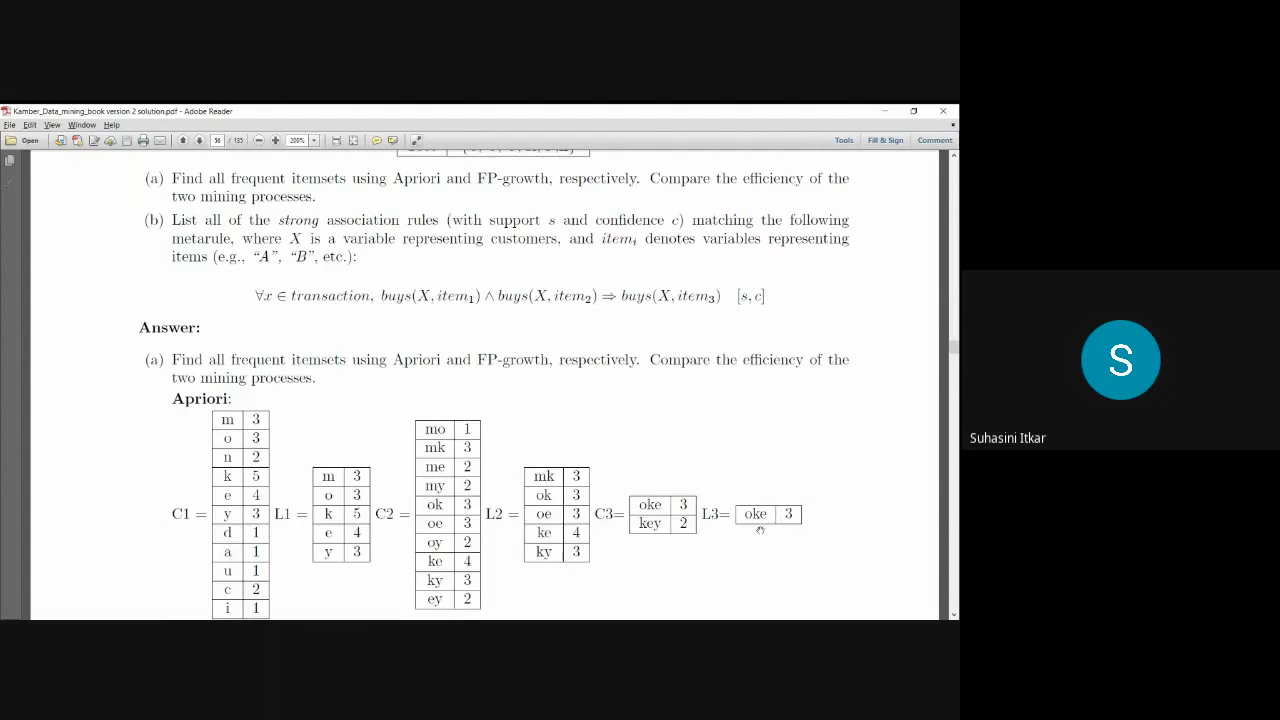 Kamber_Data_mining_book version 2 solution.pdf - Adobe Reader
File Edit View Window Help
Open 56 / 135 200% Tools Fill & Sign Comment
(a) Find all frequent itemsets using Apriori and FP-growth, respectively. Compare the efficiency of the
two mining processes.
(b) List all of the strong association rules (with support s and confidence c) matching the following
metarule, where X is a variable representing customers, and item_i denotes variables representing
items (e.g., “A”, “B”, etc.):
∀x ∈ transaction, buys(X, item_1) ∧ buys(X, item_2) ⇒ buys(X, item_3) [s, c]
Answer:
(a) Find all frequent itemsets using Apriori and FP-growth, respectively. Compare the efficiency of the
two mining processes.
Apriori:
C1 =
m 3
o 3
n 2
k 5
e 4
y 3
d 1
a 1
u 1
c 2
i 1
L1 =
m 3
o 3
k 5
e 4
y 3
C2 =
mo 1
mk 3
me 2
my 2
ok 3
oe 3
oy 2
ke 4
ky 3
ey 2
L2 =
mk 3
ok 3
oe 3
ke 4
ky 3
C3=
oke 3
key 2
L3=
oke 3
S
Suhasini Itkar